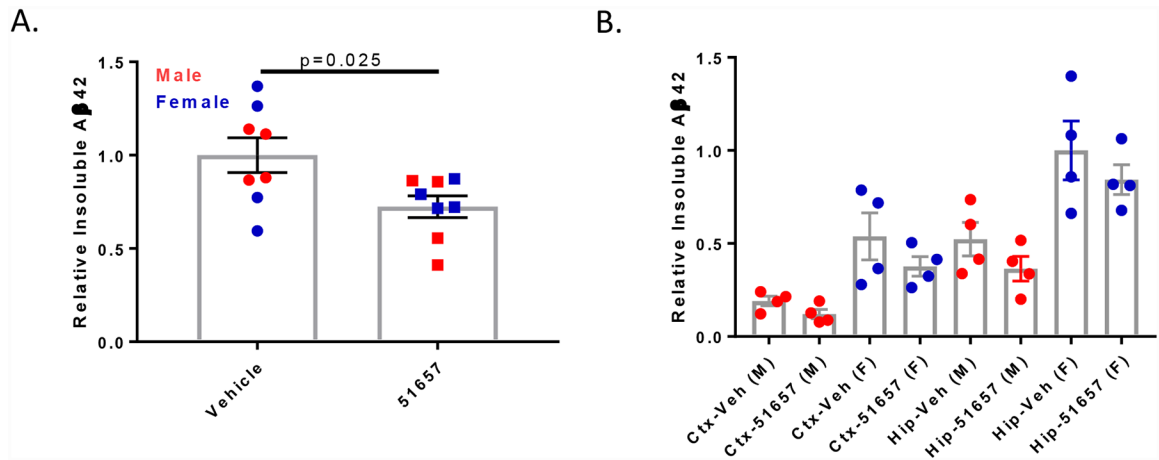 A.
Relative Insoluble Aβ42
1.5
1.0
0.5
0.0
Male
Female
p=0.025
Vehicle
51657
B.
Relative Insoluble Aβ42
1.5
1.0
0.5
0.0
Ctx-Veh (M)
Ctx-51657 (M)
Ctx-Veh (F)
Ctx-51657 (F)
Hip-Veh (M)
Hip-51657 (M)
Hip-Veh (F)
Hip-51657 (F)